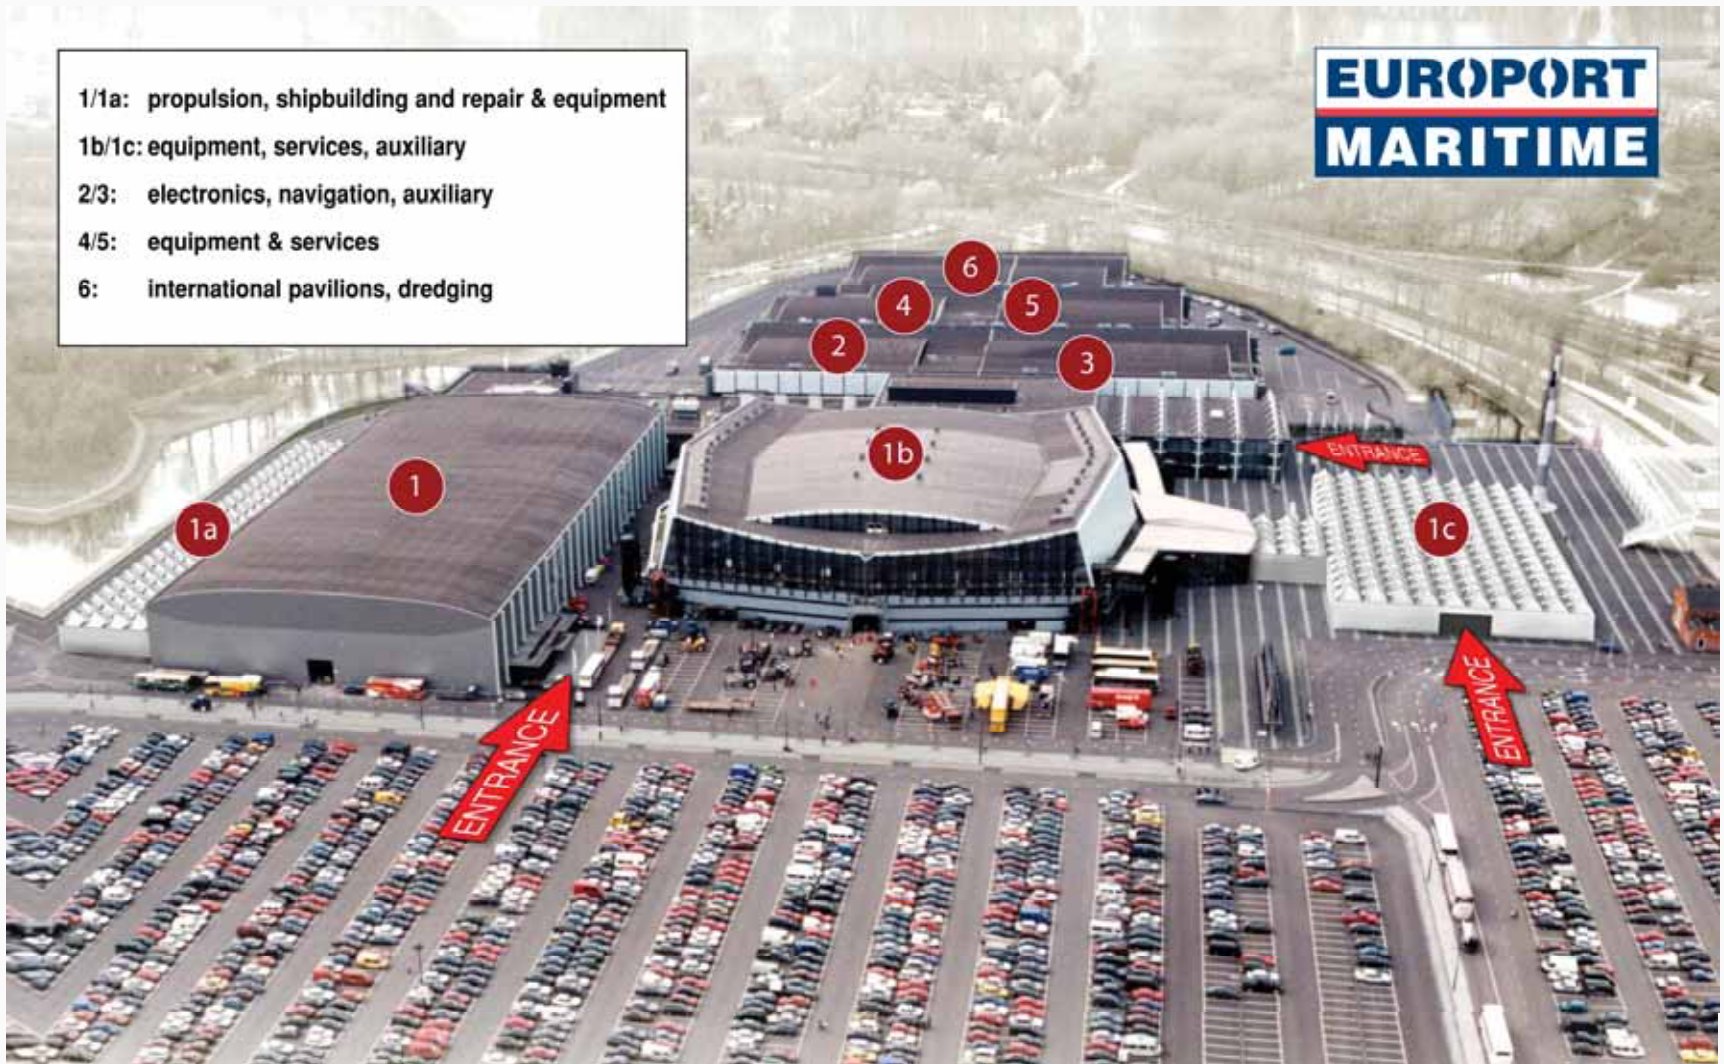 1/1a: propulsion, shipbuilding and repair & equipment
1b/1c: equipment, services, auxiliary
2/3: electronics, navigation, auxiliary
4/5: equipment & services
6: international pavilions, dredging
EUROPORT
MARITIME
6
4
5
2
3
1b
ENTRANCE
1
1a
1c
ENTRANCE
ENTRANCE